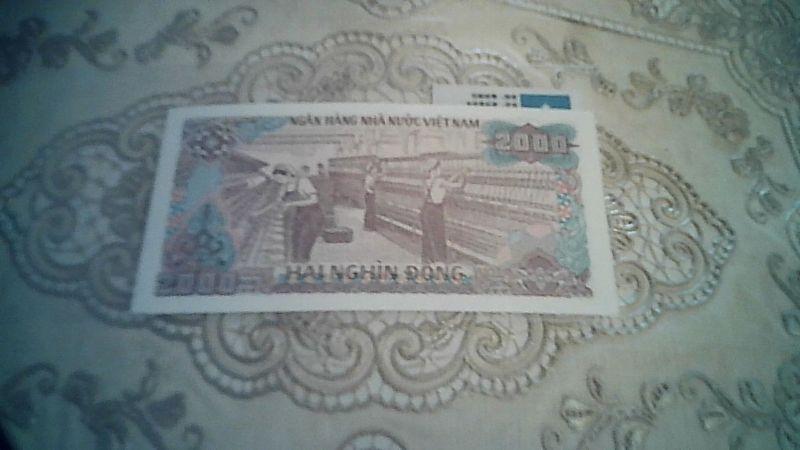 NGÂN HÀNG NHÀ NƯỚC VIỆT NAM
2000
2000
HAI NGHÌN ĐỒNG